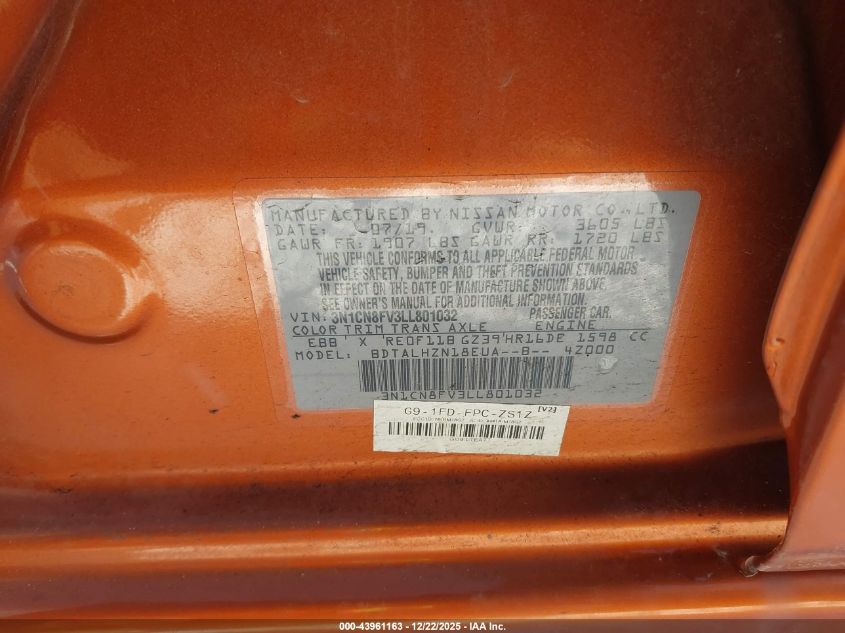 MANUFACTURED BY NISSAN MOTOR CO., LTD.
DATE: 07/19 GVWR: 3605 LBS
GAWR FR: 1907 LBS GAWR RR: 1720 LBS
THIS VEHICLE CONFORMS TO ALL APPLICABLE FEDERAL MOTOR
VEHICLE SAFETY, BUMPER AND THEFT PREVENTION STANDARDS
IN EFFECT ON THE DATE OF MANUFACTURE SHOWN ABOVE.
SEE OWNER'S MANUAL FOR ADDITIONAL INFORMATION.
VIN: 3N1CN8FV3LL801032 PASSENGER CAR.
COLOR TRIM TRANS AXLE ENGINE
EBB X REOF11B GZ39 HR16DE 1598 CC
MODEL: BDTALHZN18EUA--B-- 4Z000
3N1CN8FV3LL801032
G9-1FD-FPC-ZS1Z [V2]
000-43961163 - 12/22/2025 - IAA Inc.